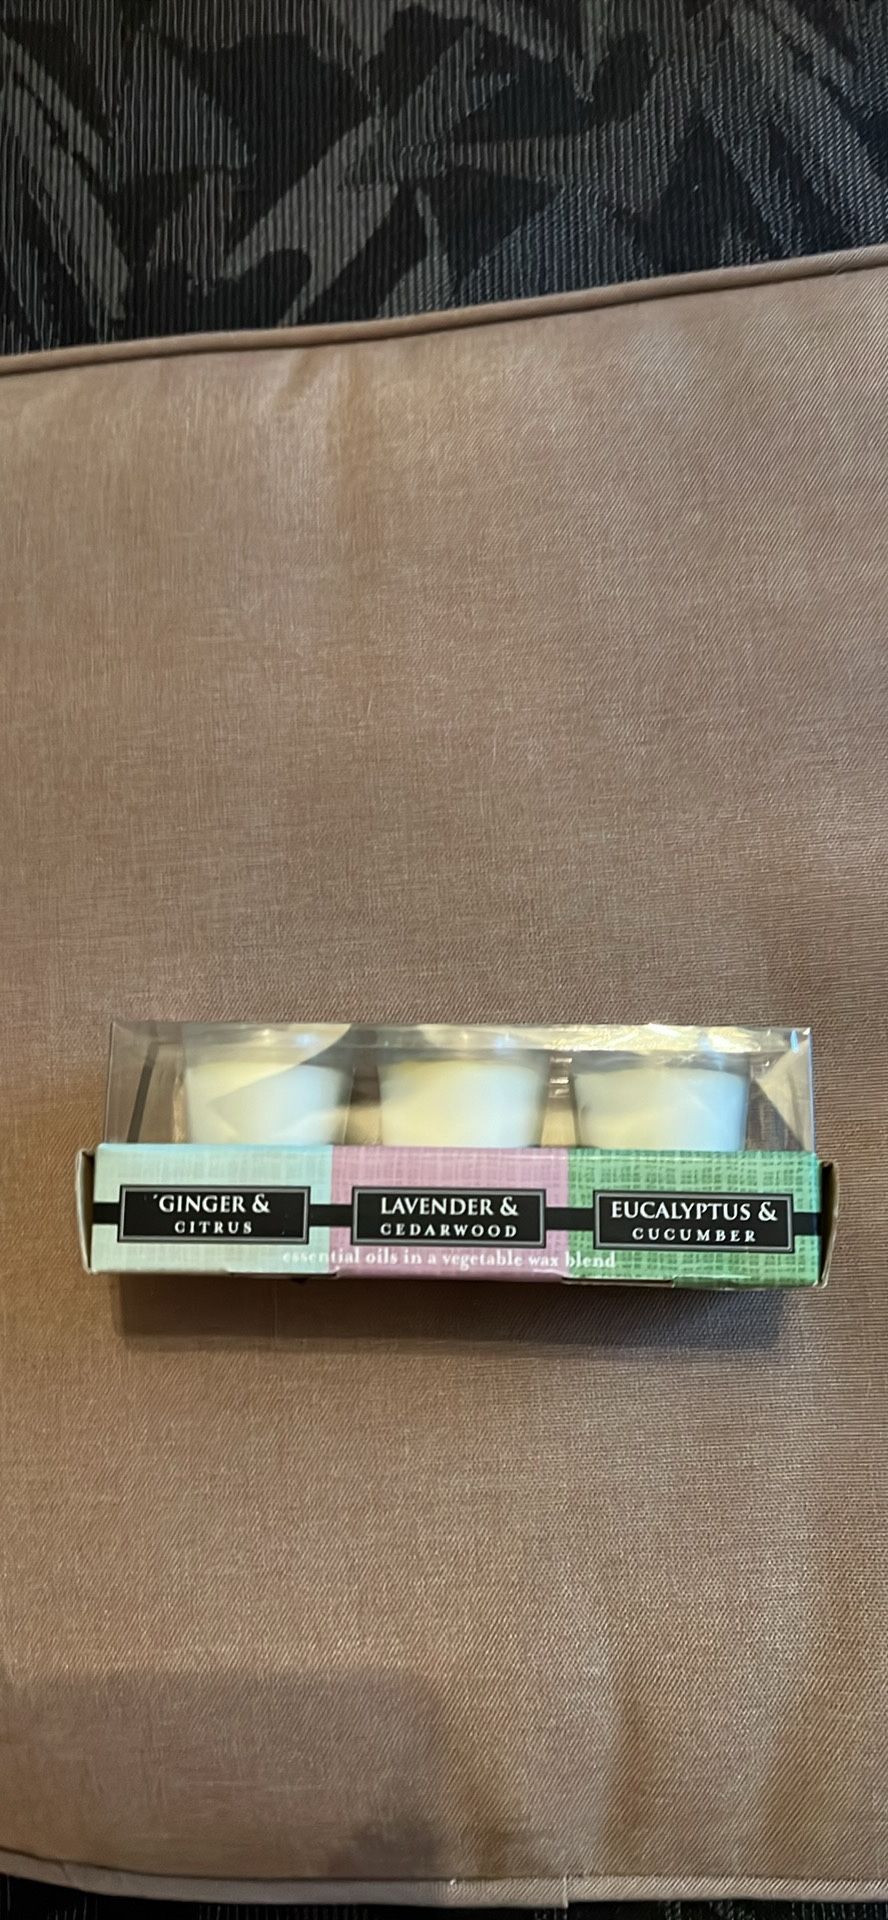 GINGER &
CITRUS
LAVENDER &
CEDARWOOD
EUCALYPTUS &
CUCUMBER
essential oils in a vegetable wax blend